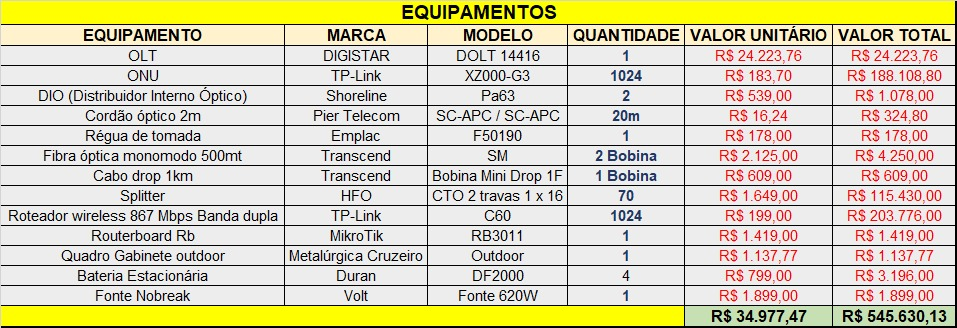 EQUIPAMENTOS
EQUIPAMENTO MARCA MODELO QUANTIDADE VALOR UNITÁRIO VALOR TOTAL
OLT DIGISTAR DOLT 14416 1 R$ 24.223,76 R$ 24.223,76
ONU TP-Link XZ000-G3 1024 R$ 183,70 R$ 188.108,80
DIO (Distribuidor Interno Óptico) Shoreline Pa63 2 R$ 539,00 R$ 1.078,00
Cordão óptico 2m Pier Telecom SC-APC / SC-APC 20m R$ 16,24 R$ 324,80
Régua de tomada Emplac F50190 1 R$ 178,00 R$ 178,00
Fibra óptica monomodo 500mt Transcend SM 2 Bobina R$ 2.125,00 R$ 4.250,00
Cabo drop 1km Transcend Bobina Mini Drop 1F 1 Bobina R$ 609,00 R$ 609,00
Splitter HFO CTO 2 travas 1 x 16 70 R$ 1.649,00 R$ 115.430,00
Roteador wireless 867 Mbps Banda dupla TP-Link C60 1024 R$ 199,00 R$ 203.776,00
Routerboard Rb MikroTik RB3011 1 R$ 1.419,00 R$ 1.419,00
Quadro Gabinete outdoor Metalúrgica Cruzeiro Outdoor 1 R$ 1.137,77 R$ 1.137,77
Bateria Estacionária Duran DF2000 4 R$ 799,00 R$ 3.196,00
Fonte Nobreak Volt Fonte 620W 1 R$ 1.899,00 R$ 1.899,00
R$ 34.977,47 R$ 545.630,13